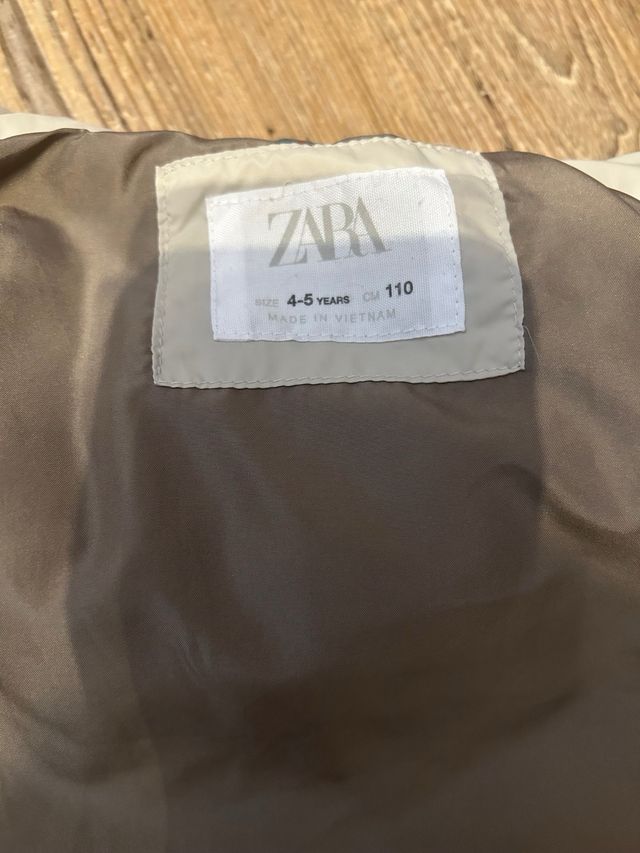 ZARA
SIZE 4-5 YEARS CM 110
MADE IN VIETNAM